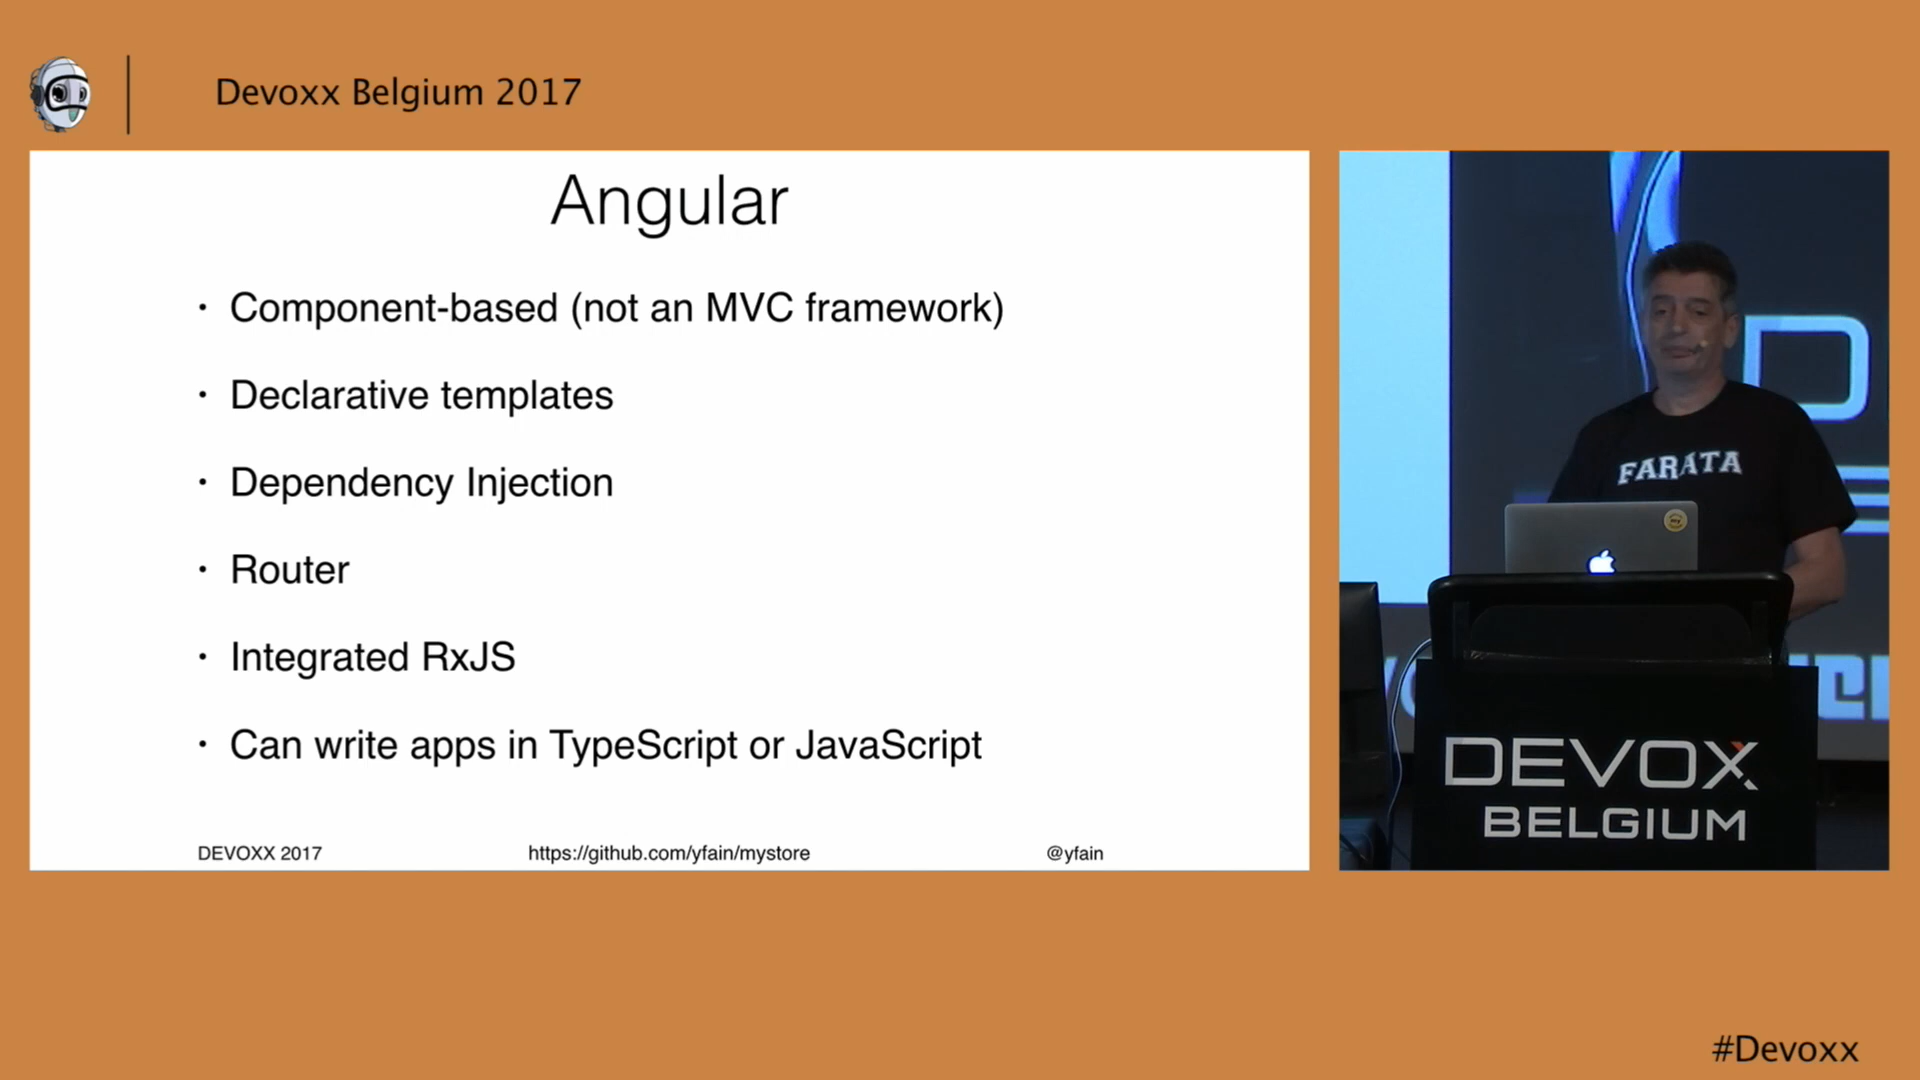 Devoxx Belgium 2017
Angular
• Component-based (not an MVC framework)
• Declarative templates
• Dependency Injection
• Router
• Integrated RxJS
• Can write apps in TypeScript or JavaScript
DEVOXX 2017
https://github.com/yfain/mystore
@yfain
FARATA
DEVOXX
BELGIUM
#Devoxx